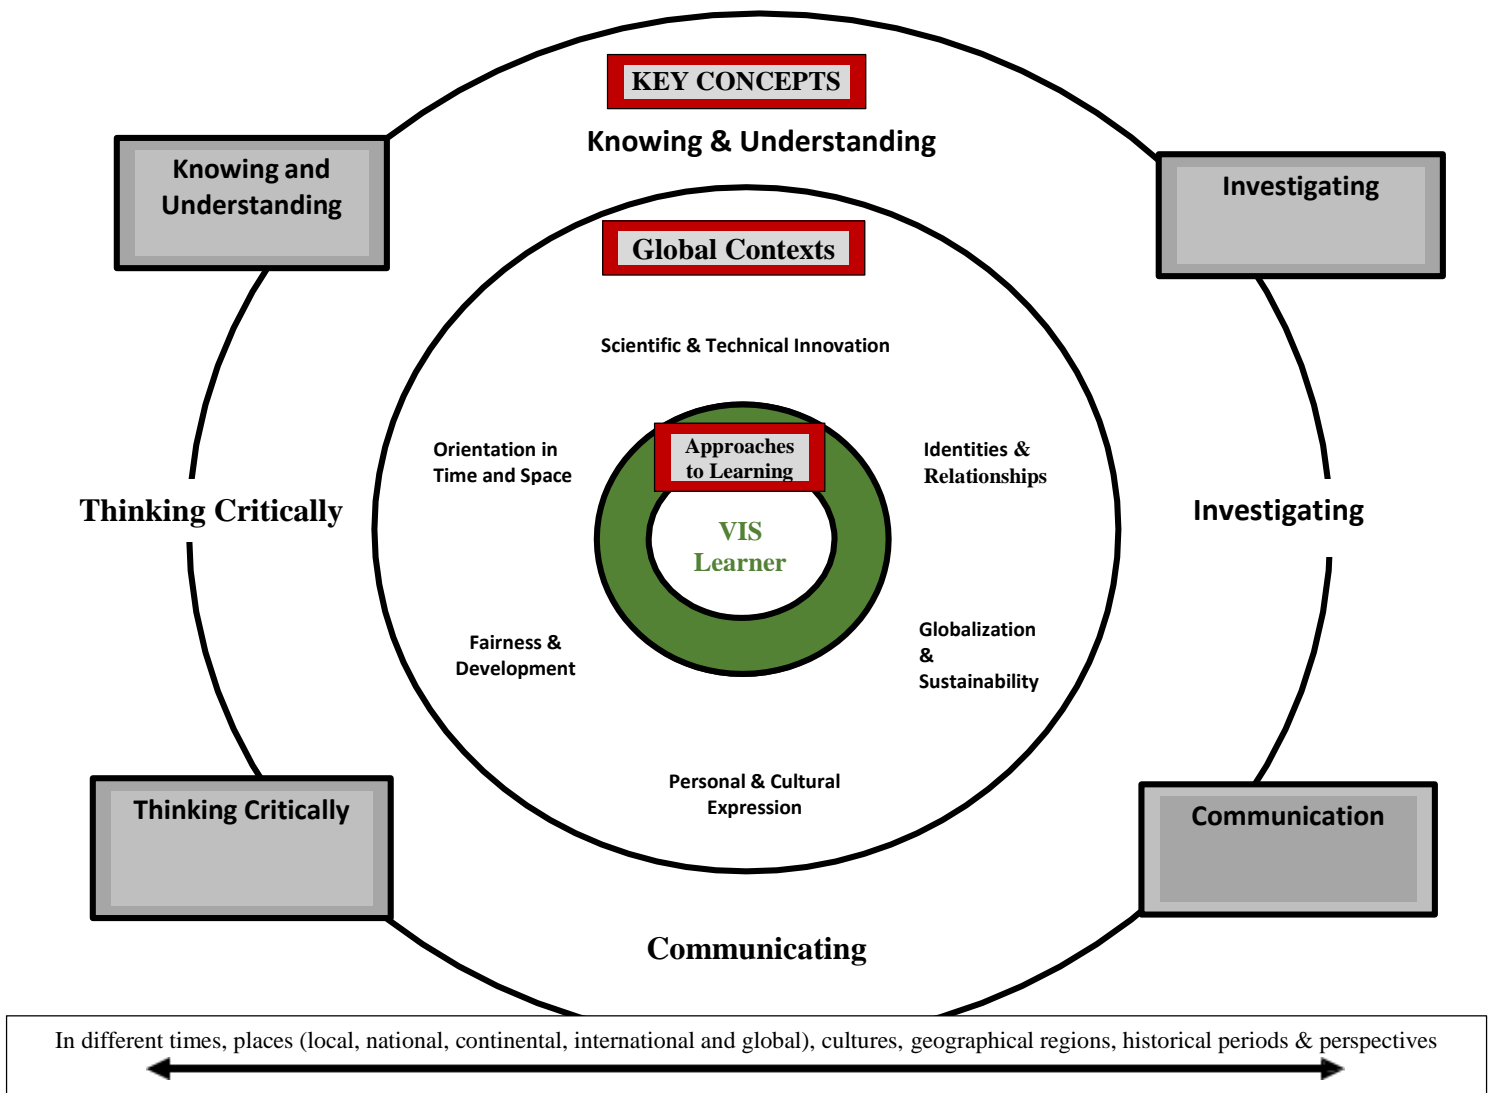 KEY CONCEPTS
Knowing & Understanding
Knowing and
Understanding
Investigating
Global Contexts
Scientific & Technical Innovation
Orientation in
Time and Space
Approaches
to Learning
Identities &
Relationships
Thinking Critically
VIS
Learner
Investigating
Fairness &
Development
Globalization
&
Sustainability
Personal & Cultural
Expression
Thinking Critically
Communication
Communicating
In different times, places (local, national, continental, international and global), cultures, geographical regions, historical periods & perspectives